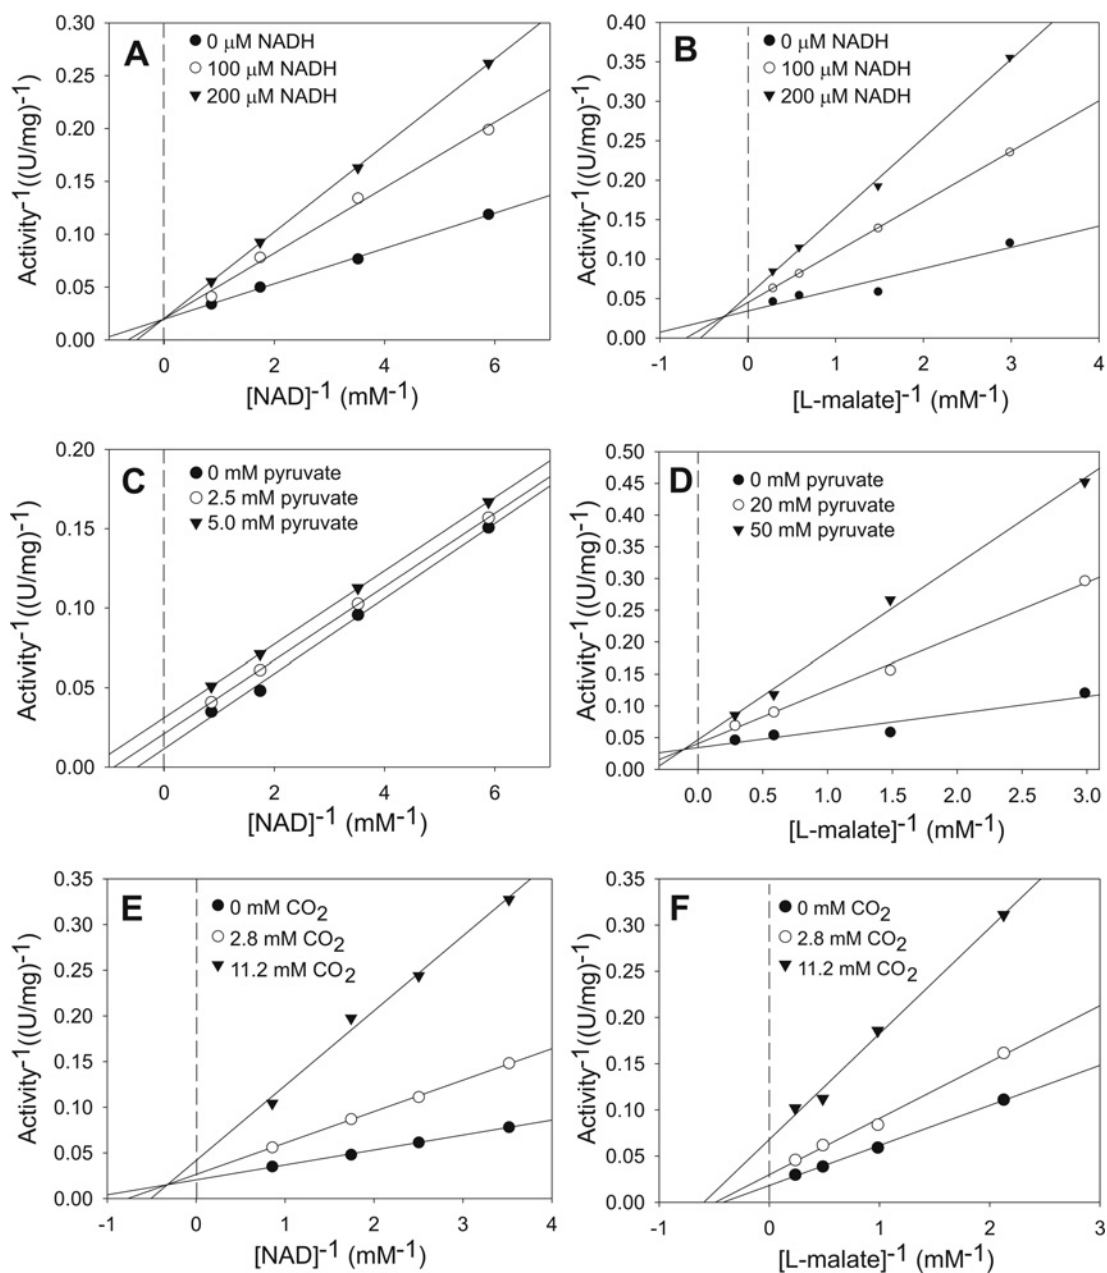 A
0 μM NADH
100 μM NADH
200 μM NADH
0.30
0.25
0.20
0.15
0.10
0.05
0.00
0 2 4 6
Activity-1((U/mg)-1)
[NAD]-1 (mM-1)
B
0 μM NADH
100 μM NADH
200 μM NADH
0.40
0.35
0.30
0.25
0.20
0.15
0.10
0.05
0.00
-1 0 1 2 3 4
Activity-1((U/mg)-1)
[L-malate]-1 (mM-1)
C
0 mM pyruvate
2.5 mM pyruvate
5.0 mM pyruvate
0.20
0.15
0.10
0.05
0.00
0 2 4 6
Activity-1((U/mg)-1)
[NAD]-1 (mM-1)
D
0 mM pyruvate
20 mM pyruvate
50 mM pyruvate
0.50
0.45
0.40
0.35
0.30
0.25
0.20
0.15
0.10
0.05
0.00
0.0 0.5 1.0 1.5 2.0 2.5 3.0
Activity-1((U/mg)-1)
[L-malate]-1 (mM-1)
E
0 mM CO2
2.8 mM CO2
11.2 mM CO2
0.35
0.30
0.25
0.20
0.15
0.10
0.05
0.00
-1 0 1 2 3 4
Activity-1((U/mg)-1)
[NAD]-1 (mM-1)
F
0 mM CO2
2.8 mM CO2
11.2 mM CO2
0.35
0.30
0.25
0.20
0.15
0.10
0.05
0.00
-1 0 1 2 3
Activity-1((U/mg)-1)
[L-malate]-1 (mM-1)